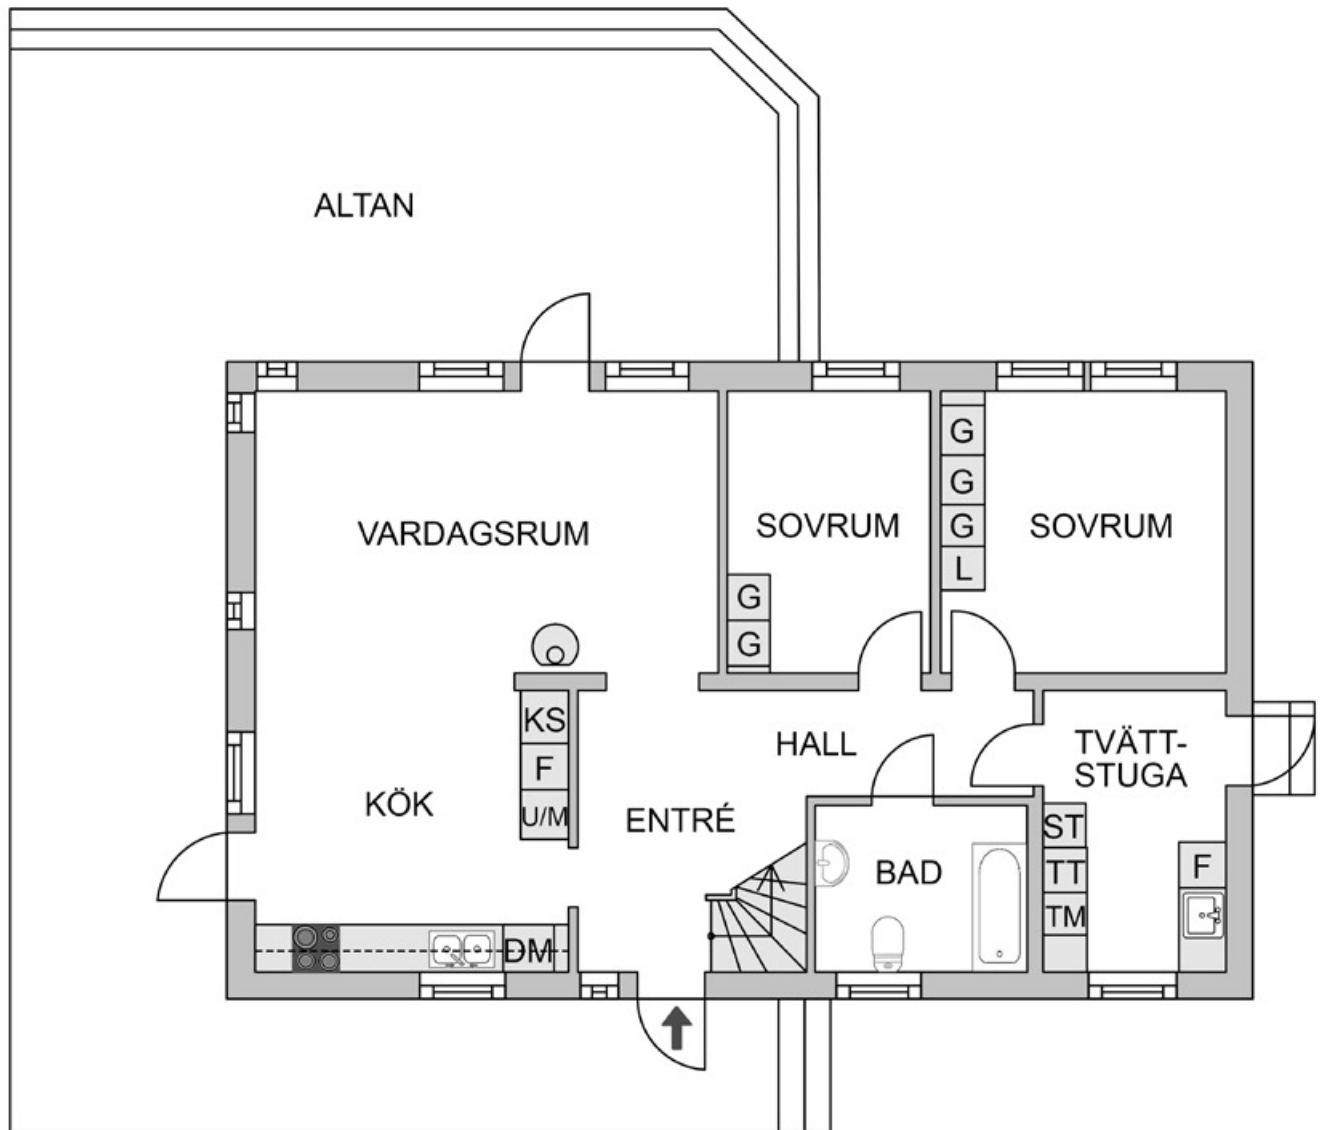 ALTAN
VARDAGSRUM
SOVRUM
G
G
G
G
G
L
SOVRUM
KS
F
U/M
KÖK
DM
ENTRÉ
HALL
BAD
TVÄTT-
STUGA
ST
TT
TM
F